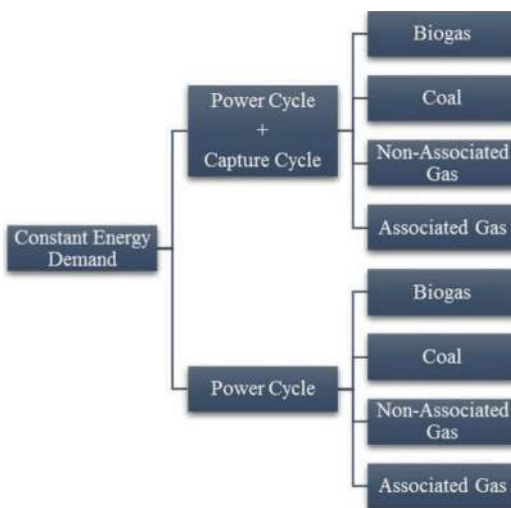 Biogas
Power Cycle
+
Capture Cycle
Coal
Non-Associated
Gas
Associated Gas
Constant Energy
Demand
Biogas
Coal
Power Cycle
Non-Associated
Gas
Associated Gas